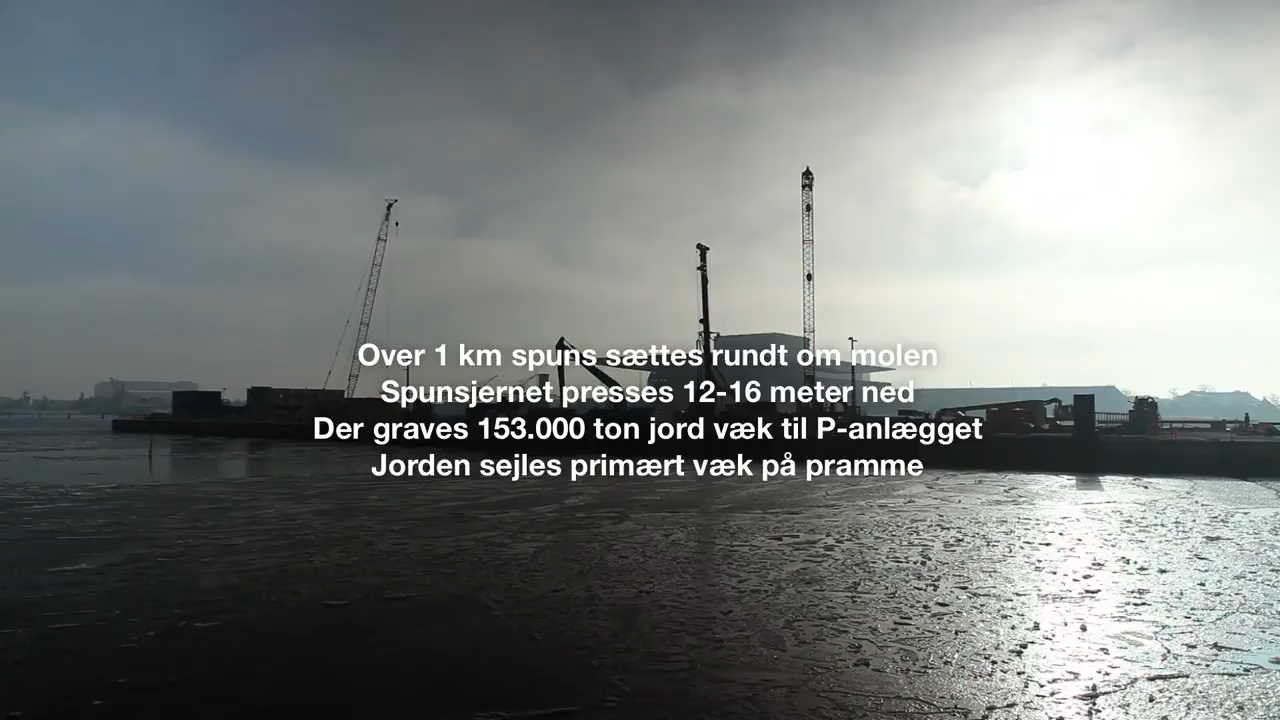 Over 1 km spuns sættes rundt om molen
Spunsjernet presses 12-16 meter ned
Der graves 153.000 ton jord væk til P-anlægget
Jorden sejles primært væk på pramme